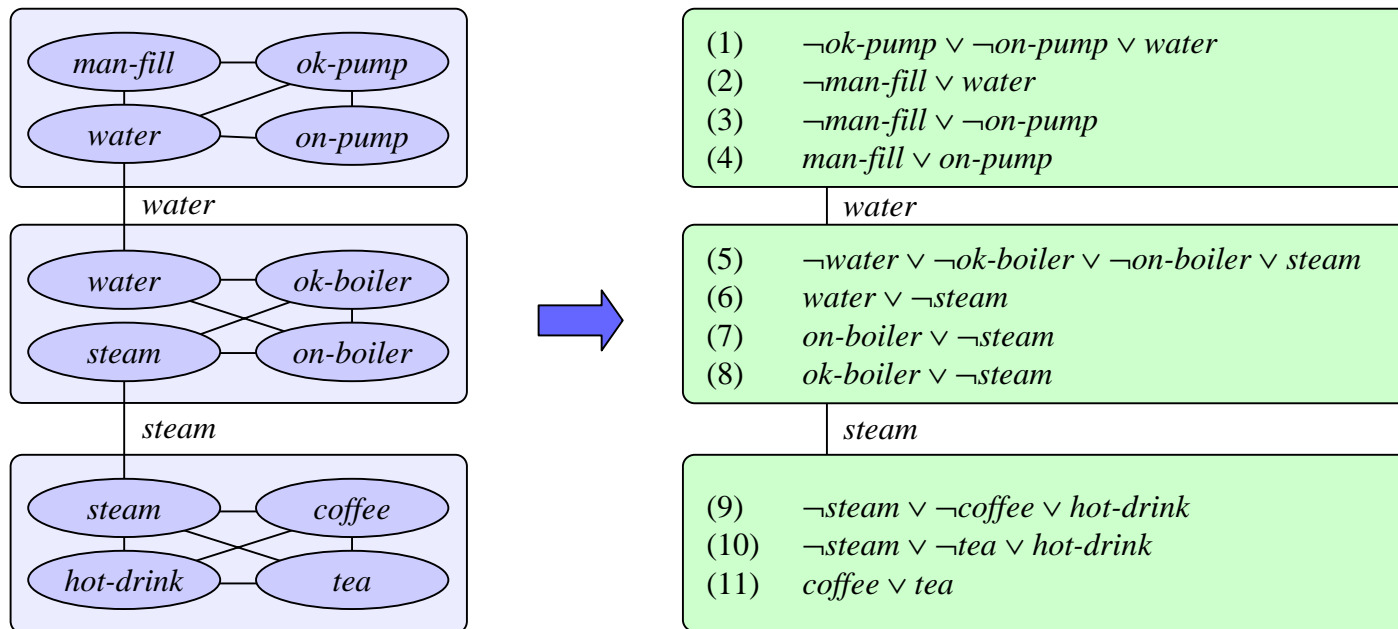 man-fill ok-pump
water on-pump
water
water ok-boiler
steam on-boiler
steam
steam coffee
hot-drink tea
(1) ¬ok-pump ∨ ¬on-pump ∨ water
(2) ¬man-fill ∨ water
(3) ¬man-fill ∨ ¬on-pump
(4) man-fill ∨ on-pump
water
(5) ¬water ∨ ¬ok-boiler ∨ ¬on-boiler ∨ steam
(6) water ∨ ¬steam
(7) on-boiler ∨ ¬steam
(8) ok-boiler ∨ ¬steam
steam
(9) ¬steam ∨ ¬coffee ∨ hot-drink
(10) ¬steam ∨ ¬tea ∨ hot-drink
(11) coffee ∨ tea